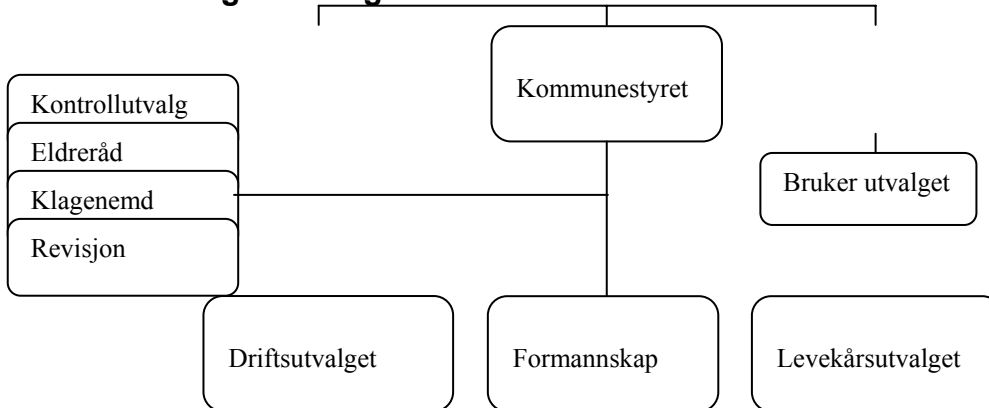 Kommunestyret
Kontrollutvalg
Eldreråd
Klagenemd
Revisjon
Bruker utvalget
Driftsutvalget
Formannskap
Levekårsutvalget